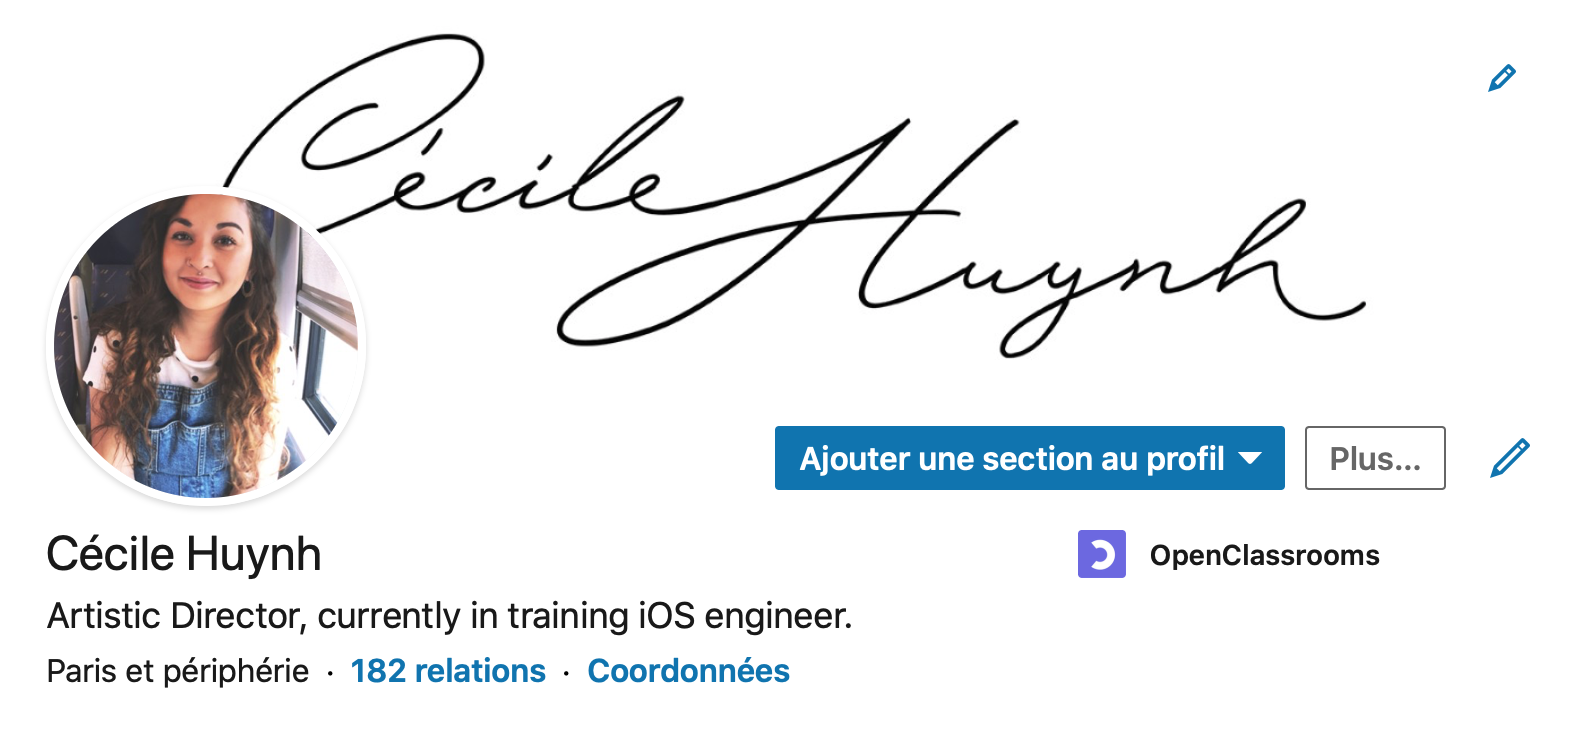 Cécile Huynh
Ajouter une section au profil
Plus...
Cécile Huynh
OpenClassrooms
Artistic Director, currently in training iOS engineer.
Paris et périphérie · 182 relations · Coordonnées